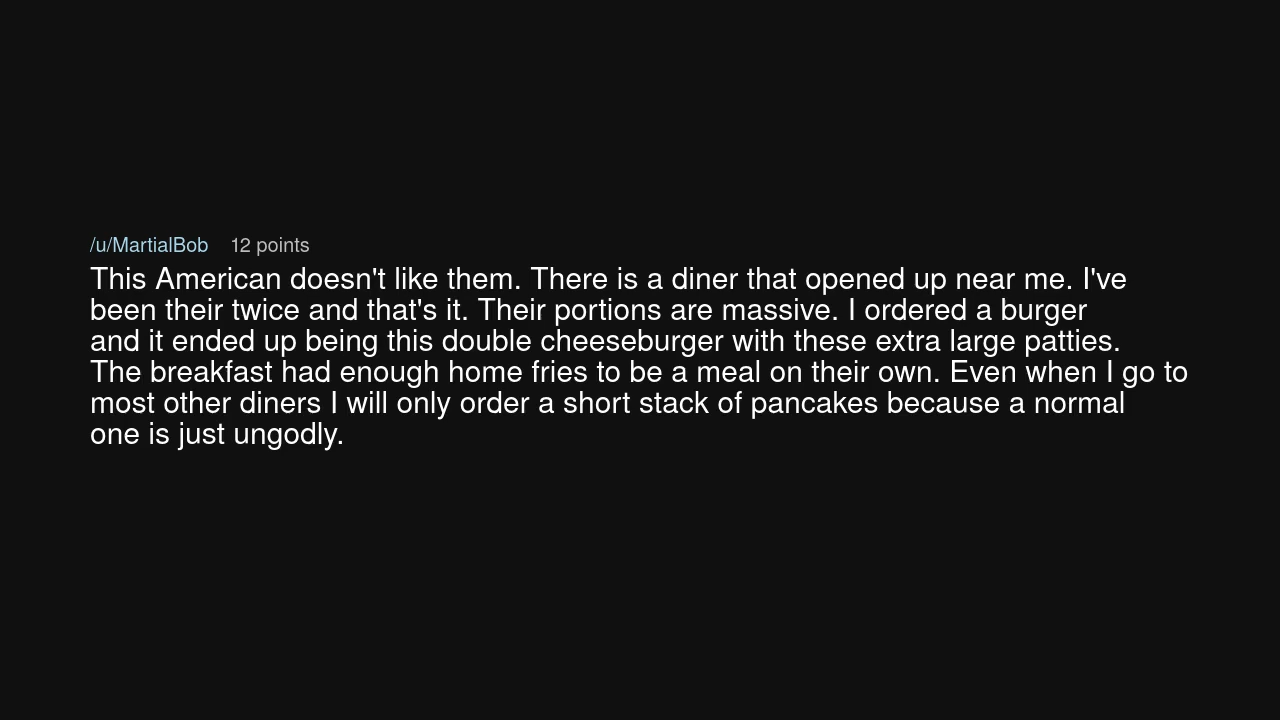 /u/MartialBob 12 points
This American doesn't like them. There is a diner that opened up near me. I've
been their twice and that's it. Their portions are massive. I ordered a burger
and it ended up being this double cheeseburger with these extra large patties.
The breakfast had enough home fries to be a meal on their own. Even when I go to
most other diners I will only order a short stack of pancakes because a normal
one is just ungodly.